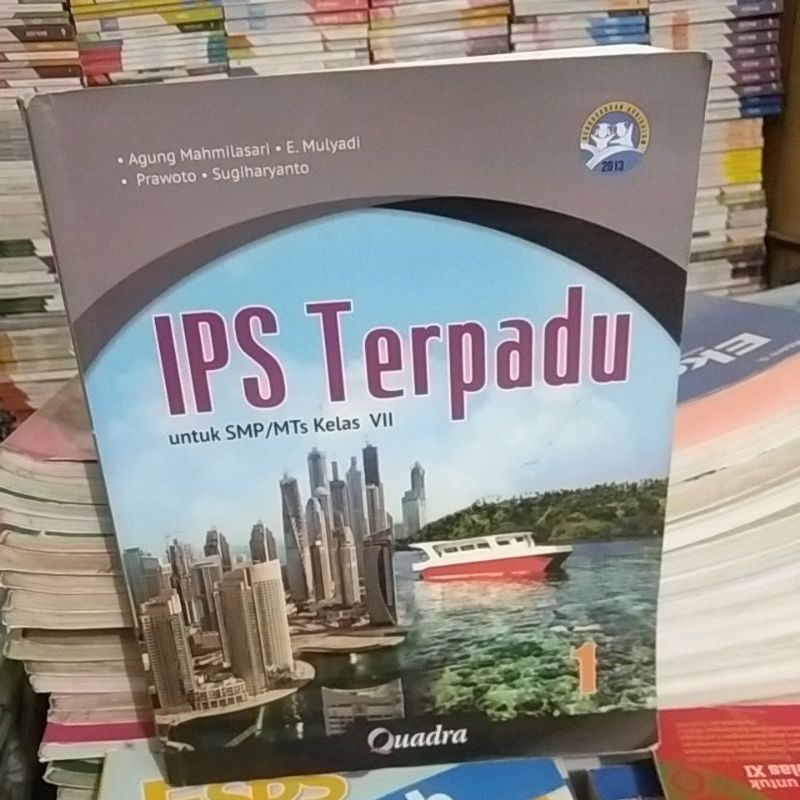 • Agung Mahmilasari • E. Mulyadi
• Prawoto • Sugiharyanto
2013
IPS Terpadu
untuk SMP/MTs Kelas VII
1
Quadra